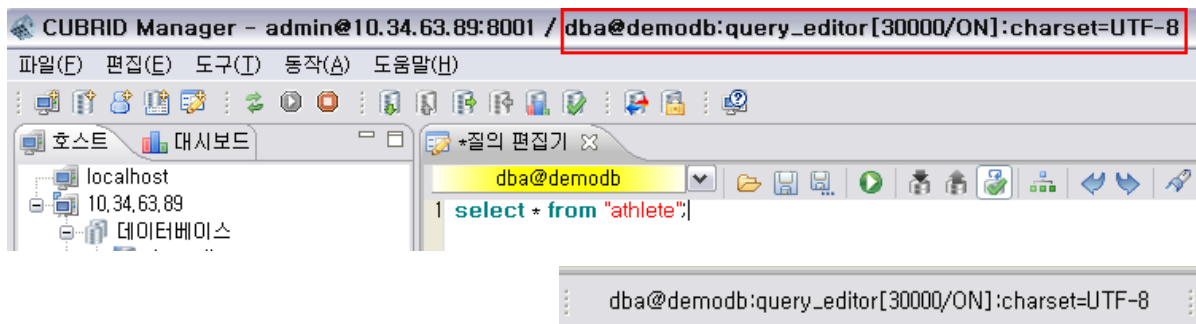 CUBRID Manager - admin@10.34.63.89:8001 / dba@demodb:query_editor[30000/ON]:charset=UTF-8
파일(F) 편집(E) 도구(T) 동작(A) 도움말(H)
호스트 대시보드 *질의 편집기
localhost dba@demodb
10,34,63,89 1 select * from "athlete";
데이터베이스
dba@demodb:query_editor[30000/ON]:charset=UTF-8